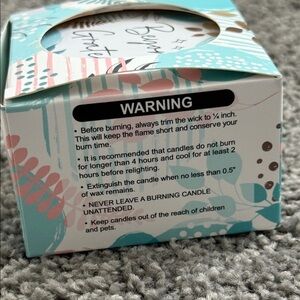 WARNING
• Before burning, always trim the wick to ¼ inch.
This will keep the flame short and conserve your
burn time.
• It is recommended that candles do not burn
for longer than 4 hours and cool for at least 2
hours before relighting.
• Extinguish the candle when no less than 0.5"
of wax remains.
• NEVER LEAVE A BURNING CANDLE
UNATTENDED.
• Keep candles out of the reach of children
and pets.